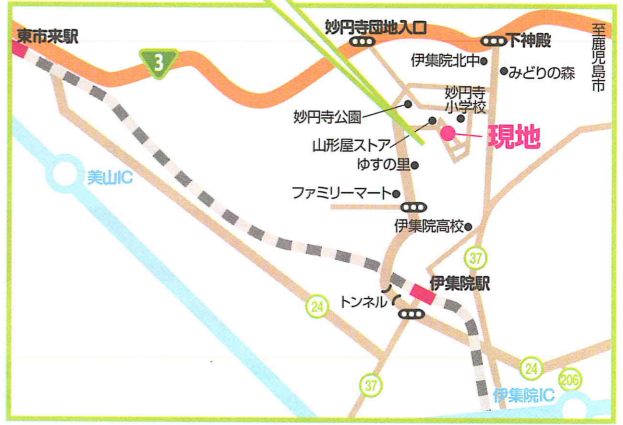 東市来駅
3
妙円寺団地入口
下神殿
至鹿児島市
伊集院北中
みどりの森
妙円寺
小学校
妙円寺公園
山形屋ストア
現地
ゆすの里
美山IC
ファミリーマート
伊集院高校
37
伊集院駅
トンネル
24
24
37
206
伊集院IC